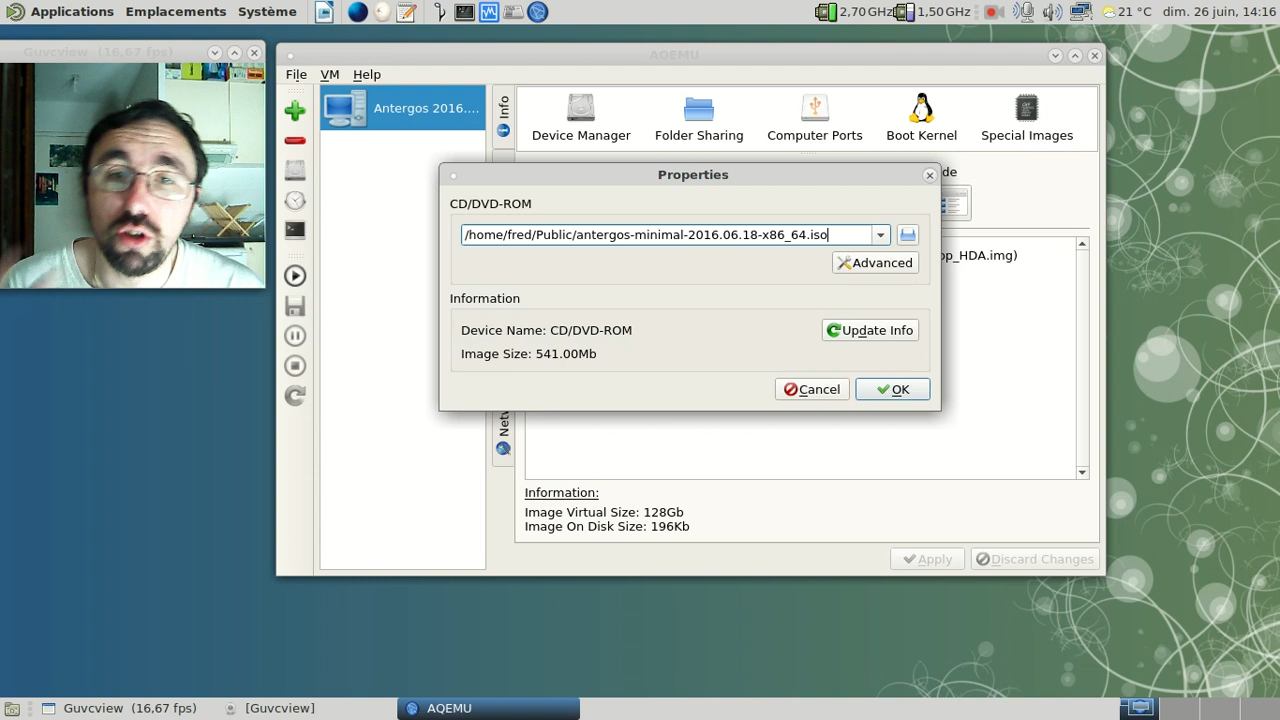 Applications Emplacements Système 2,70 GHz 1,50 GHz 21 °C dim. 26 juin, 14:16
Guvcview (16,67 fps)
AQEMU
File VM Help
Antergos 2016....
Info
Device Manager Folder Sharing Computer Ports Boot Kernel Special Images
de
Properties
CD/DVD-ROM
/home/fred/Public/antergos-minimal-2016.06.18-x86_64.iso
Advanced
op_HDA.img)
Information
Device Name: CD/DVD-ROM
Update Info
Image Size: 541.00Mb
Cancel OK
Netw
Information:
Image Virtual Size: 128Gb
Image On Disk Size: 196Kb
Apply Discard Changes
Guvcview (16,67 fps) [Guvcview] AQEMU